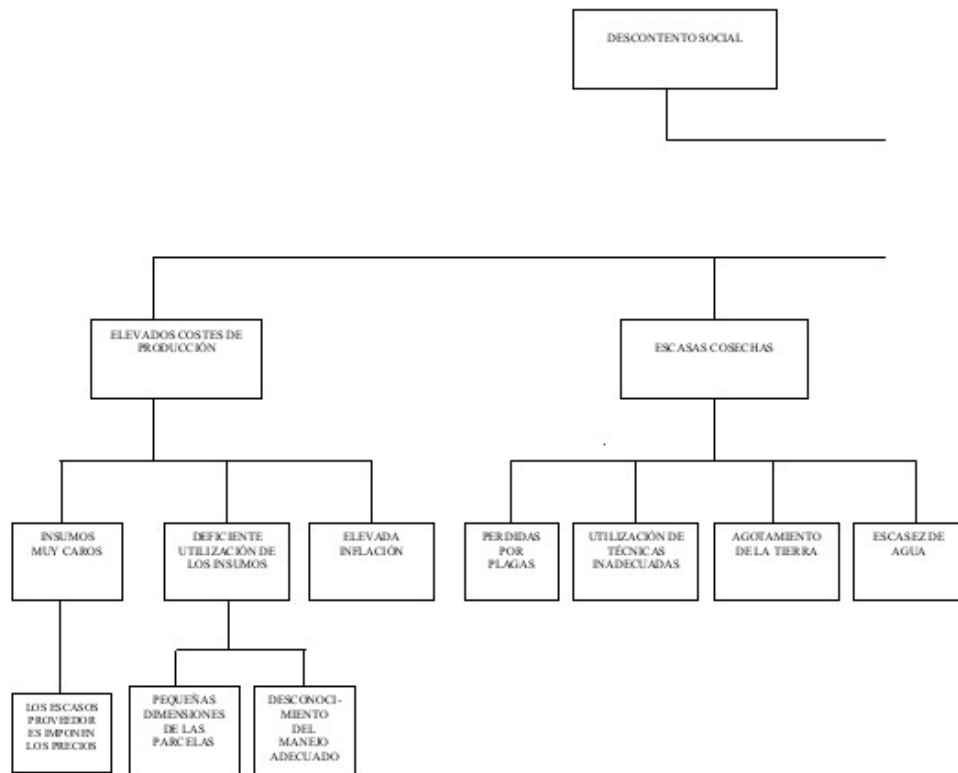 DESCONTENTO SOCIAL
ELEVADOS COSTES DE
PRODUCCIÓN
ESCASAS COSECHAS
INSUMOS
MUY CAROS
DEFICIENTE
UTILIZACIÓN DE
LOS INSUMOS
ELEVADA
INFLACIÓN
PERDIDAS
POR
PLAGAS
UTILIZACIÓN DE
TÉCNICAS
INADECUADAS
AGOTAMIENTO
DE LA TIERRA
ESCASEZ DE
AGUA
LOS ESCASOS
PROVEEDOR
ES IMPONEN
LOS PRECIOS
PEQUEÑAS
DIMENSIONES
DE LAS
PARCELAS
DESCONOCI-
MIENTO
DEL
MANEJO
ADECUADO